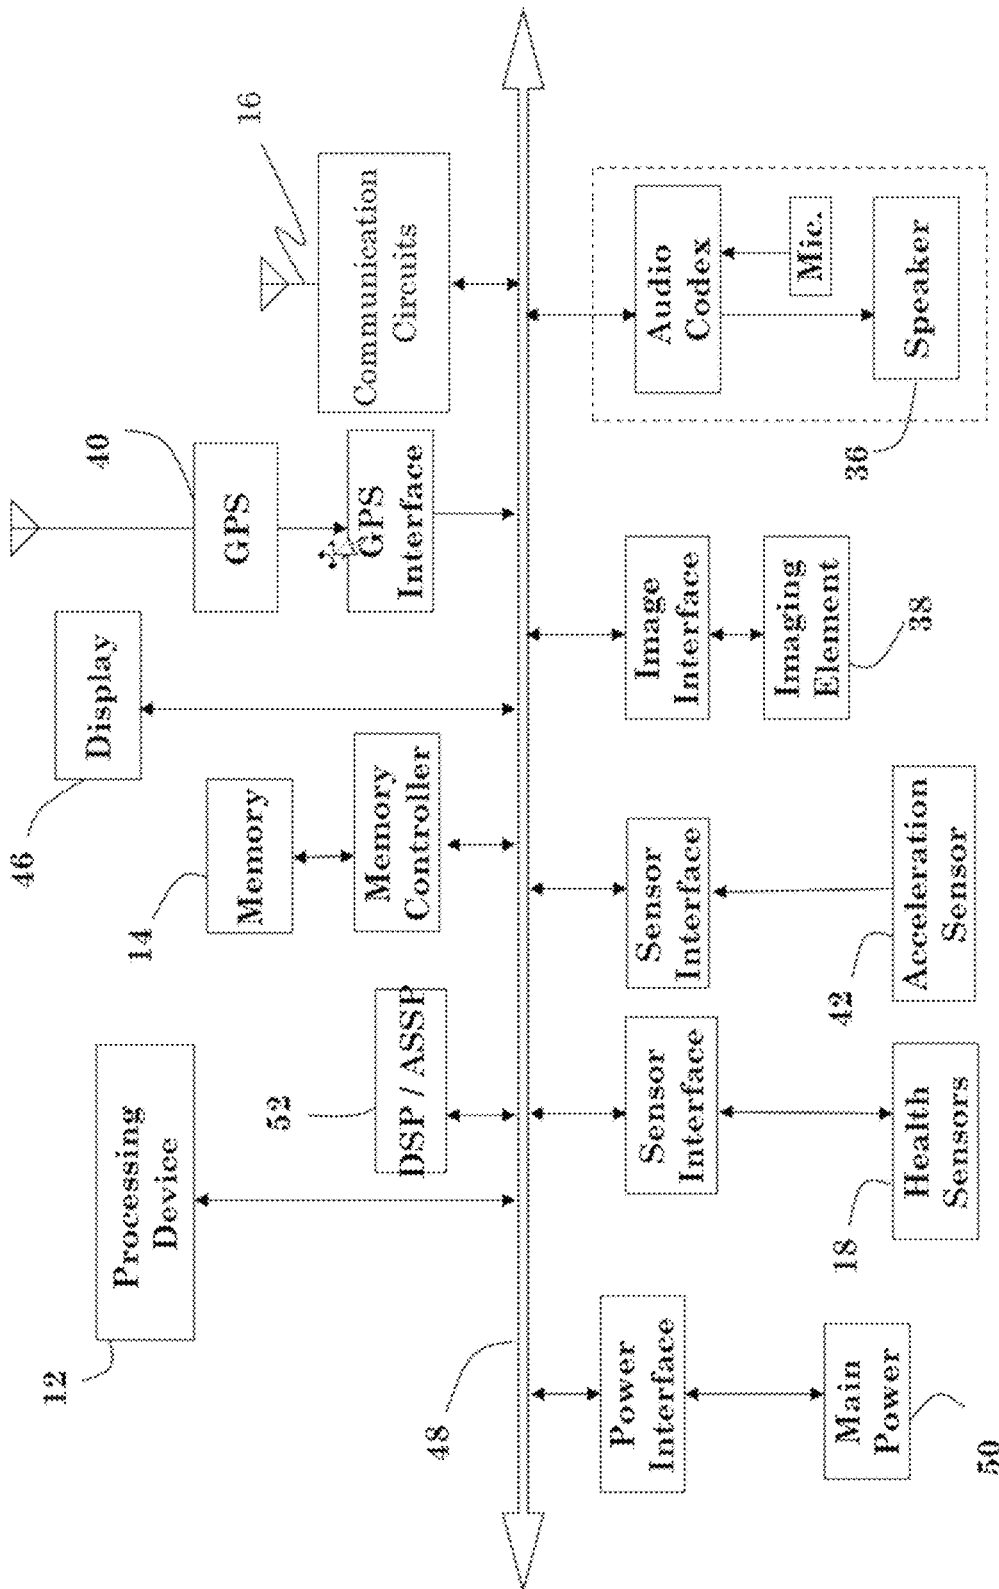 12
Processing
Device
52
DSP / ASSP
14
Memory
Memory
Controller
46
Display
40
GPS
GPS
Interface
16
Communication
Circuits
48
Power
Interface
Main
Power
50
Sensor
Interface
Health
Sensors
18
Sensor
Interface
Acceleration
Sensor
42
Image
Interface
Imaging
Element
38
Audio
Codex
Mic.
Speaker
36